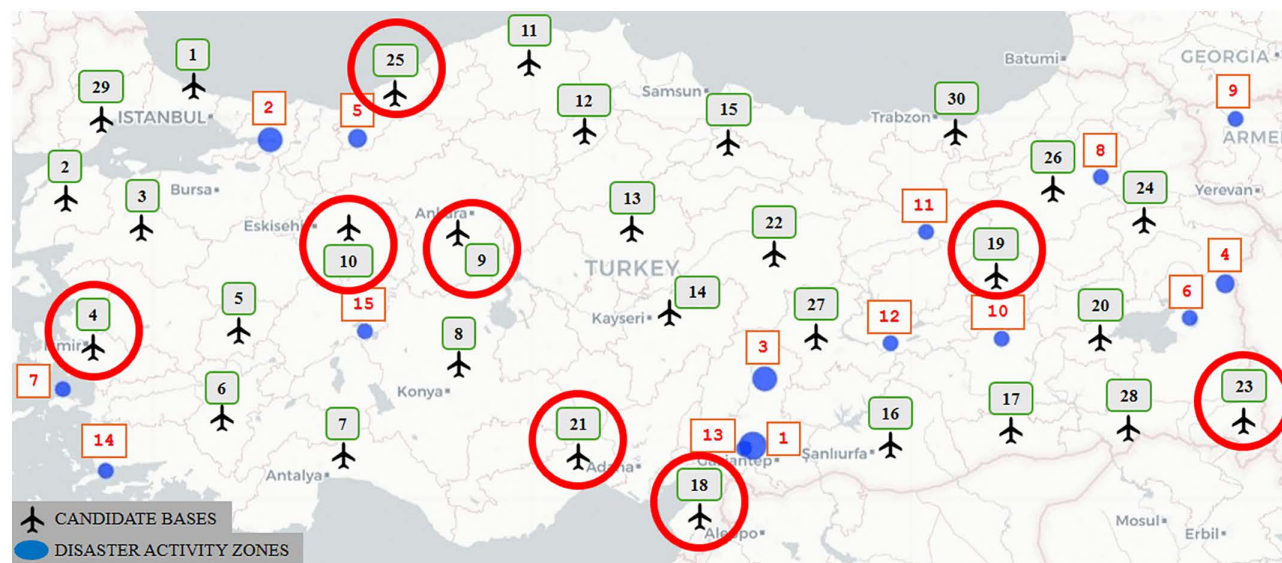 11
1
25
Batumi
GEORGIA
29
12
Samsun
9
ISTANBUL
2
5
15
Trabzon
30
ARME
2
26
8
Bursa
3
13
24
Yerevan
Eskisehi
Ankara
22
11
19
10
9
TURKEY
4
5
15
14
Kayseri
27
12
10
20
6
4
8
3
7
6
Konya
16
17
28
23
14
7
21
13
1
Antalya
Adana
Gaziantep
Şanlıurfa
18
Aleppo
Mosul
Erbil
CANDIDATE BASES
DISASTER ACTIVITY ZONES